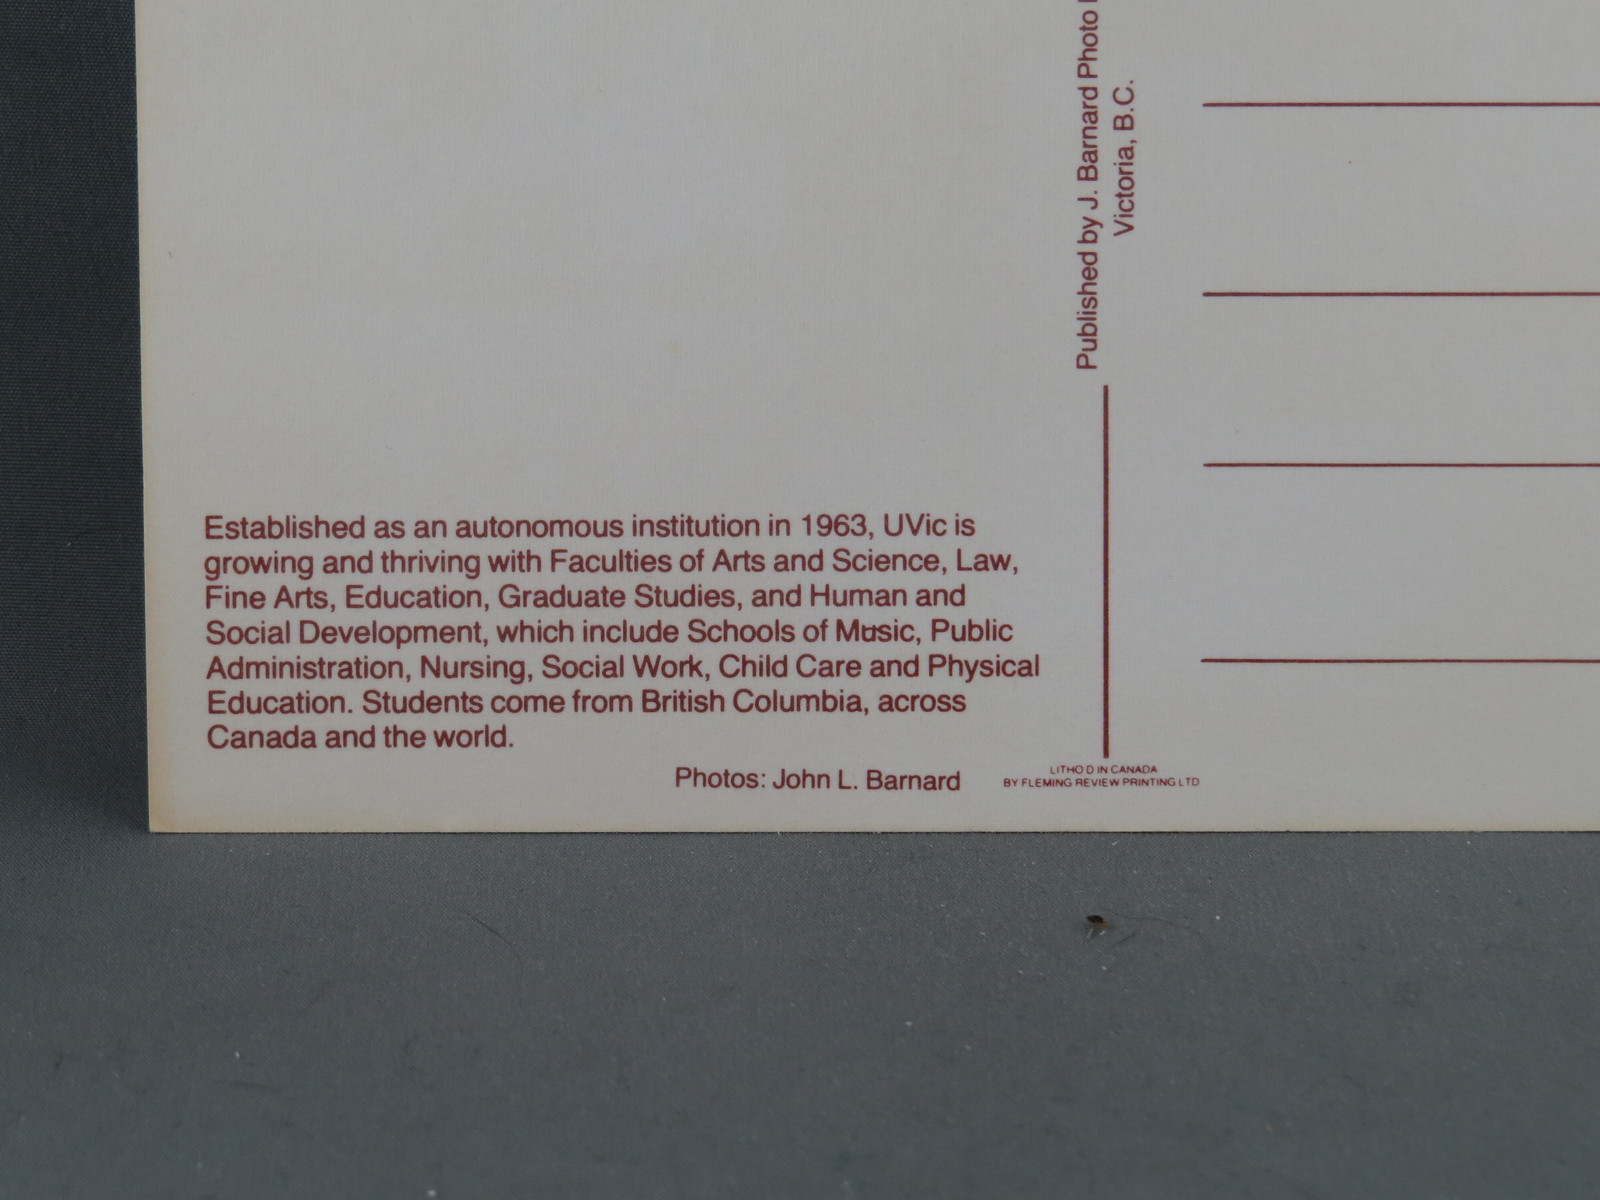 Established as an autonomous institution in 1963, UVic is
growing and thriving with Faculties of Arts and Science, Law,
Fine Arts, Education, Graduate Studies, and Human and
Social Development, which include Schools of Music, Public
Administration, Nursing, Social Work, Child Care and Physical
Education. Students come from British Columbia, across
Canada and the world.
Photos: John L. Barnard
Published by J. Barnard Photo
Victoria, B.C.
LITHO D IN CANADA
BY FLEMING REVIEW PRINTING LTD